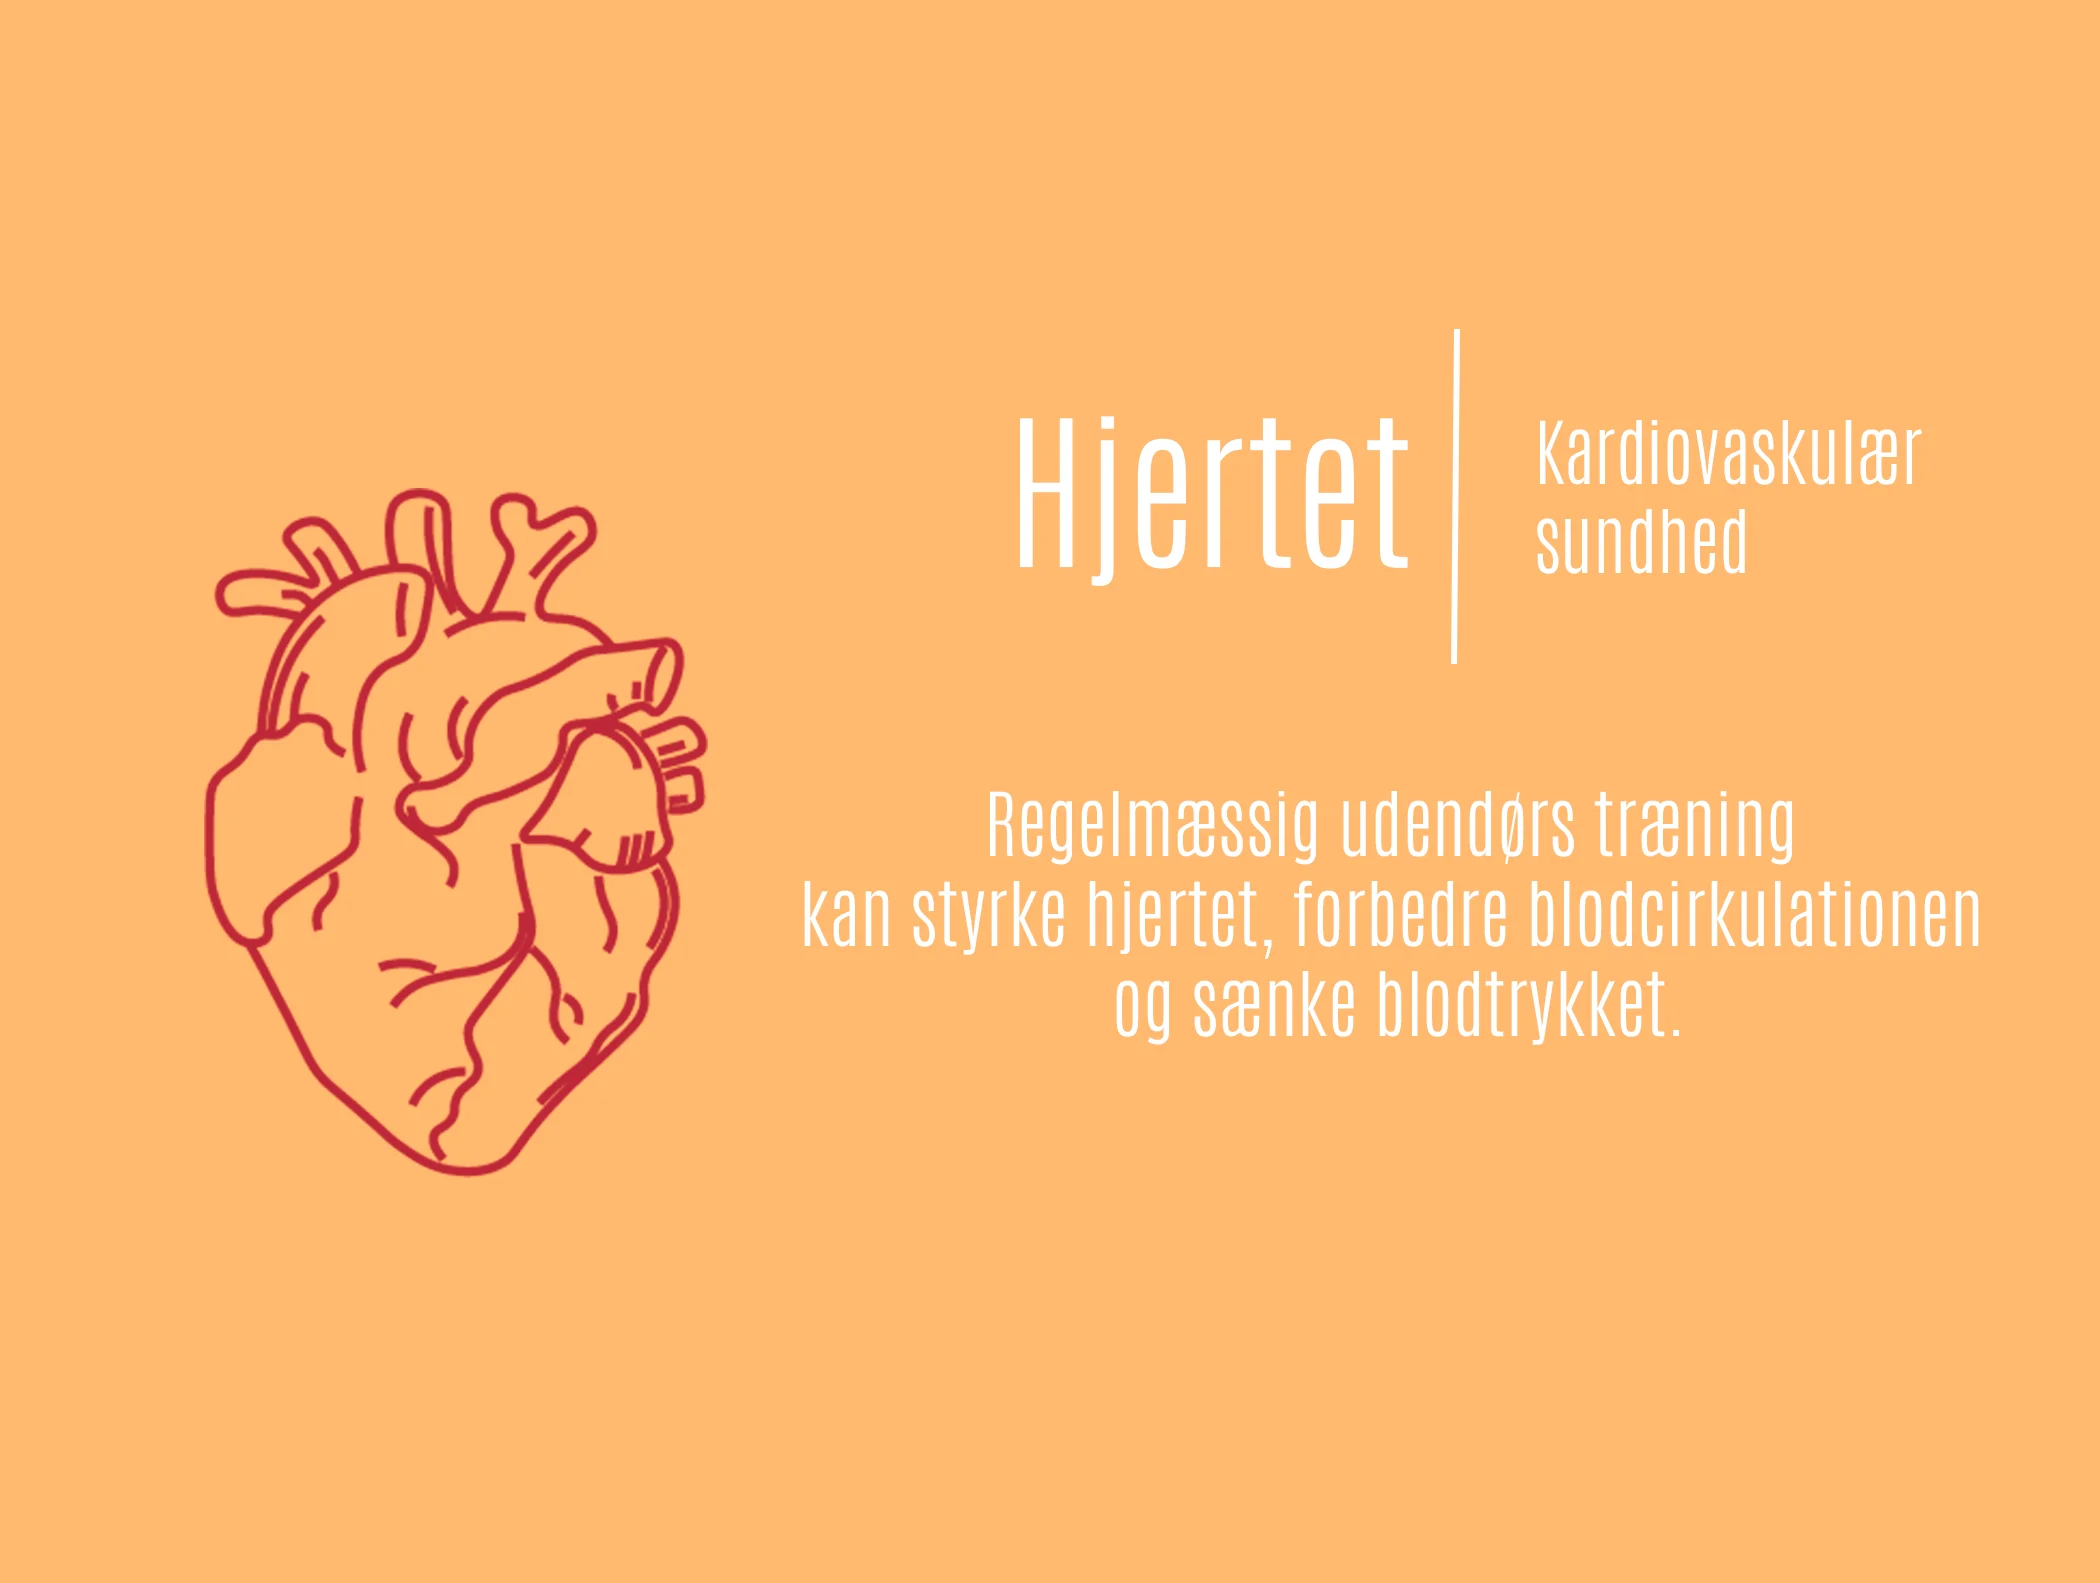 Hjertet
Kardiovaskulær
sundhed
Regelmæssig udendørs træning
kan styrke hjertet, forbedre blodcirkulationen
og sænke blodtrykket.